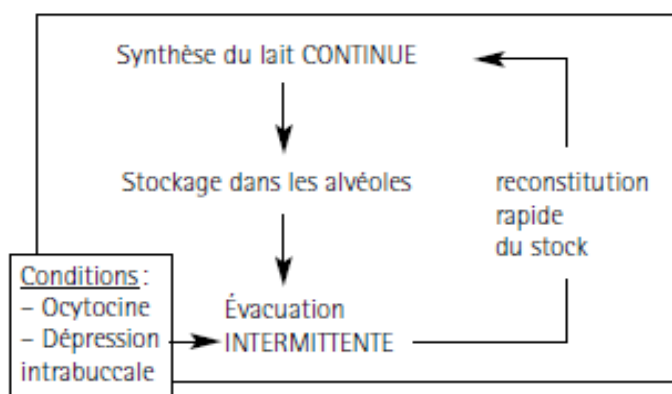 Synthèse du lait CONTINUE
Stockage dans les alvéoles
reconstitution
rapide
du stock
Conditions :
– Ocytocine
– Dépression
intrabuccale
Évacuation
INTERMITTENTE